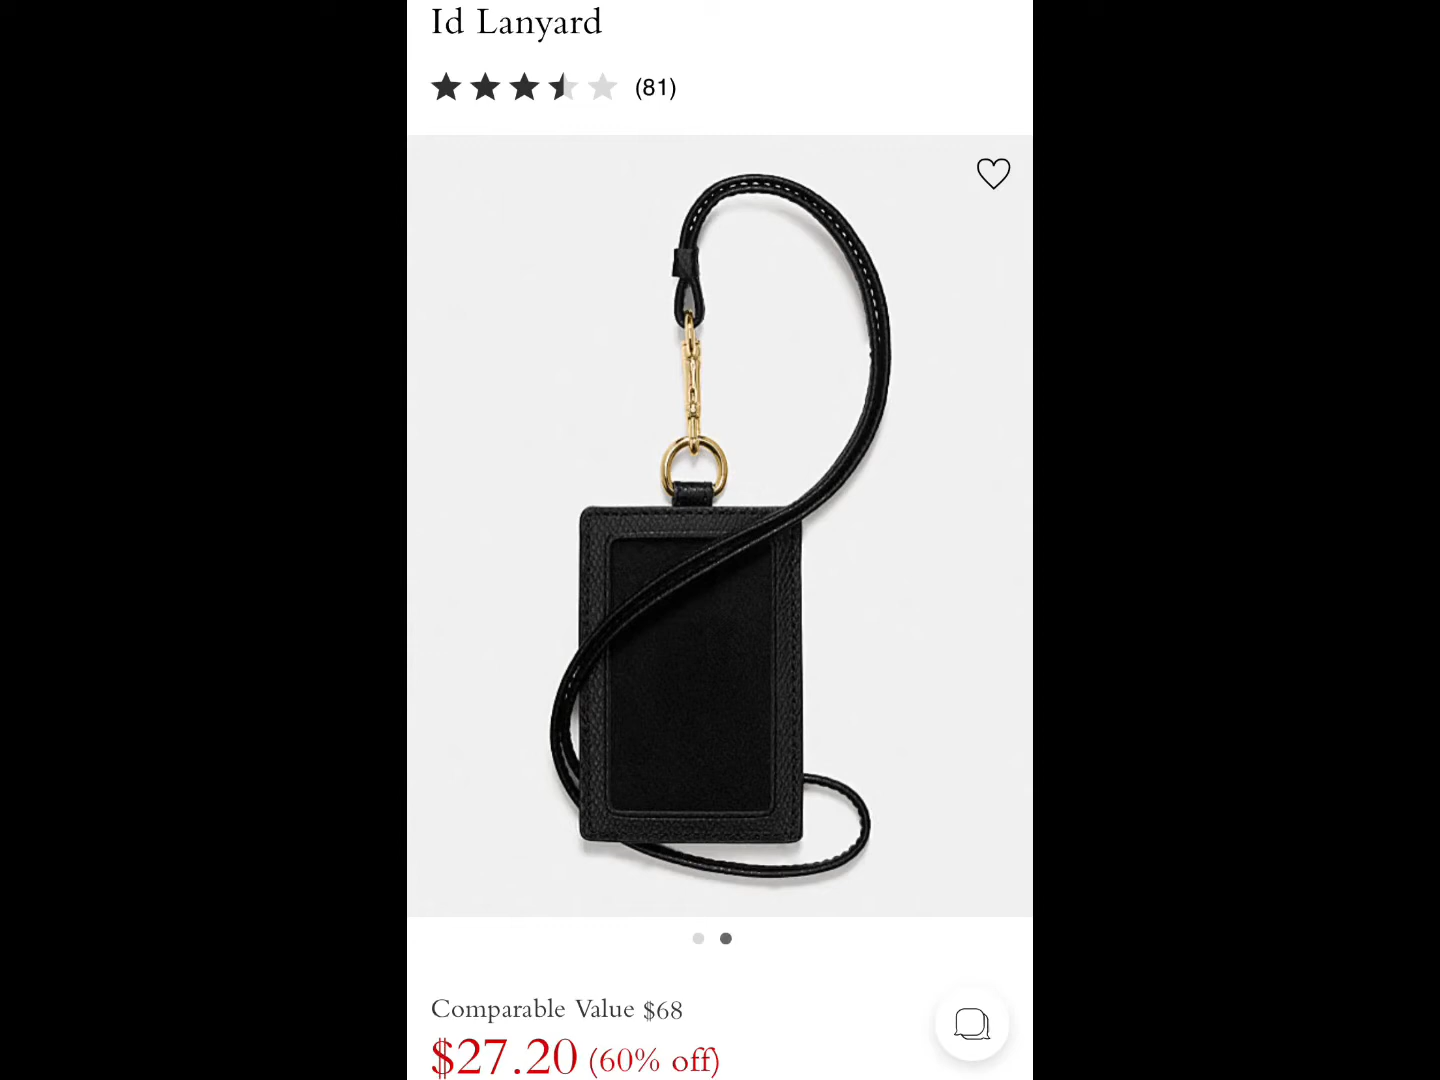 Id Lanyard
(81)
Comparable Value $68
$27.20 (60% off)